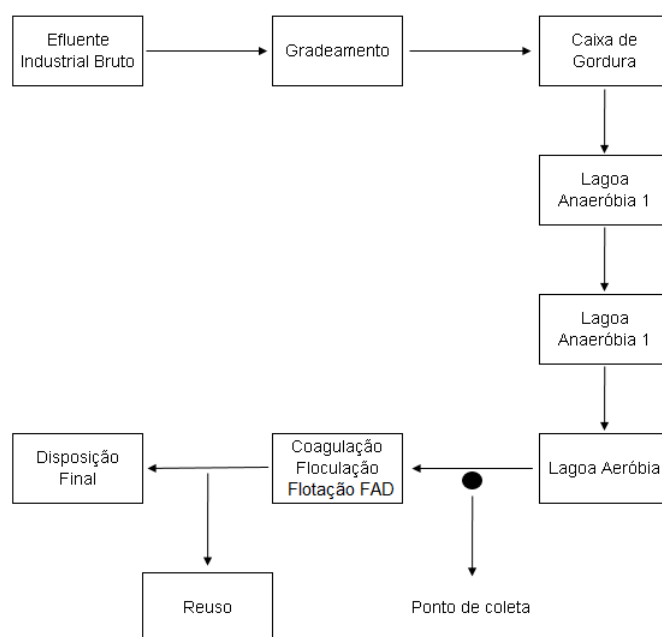 Efluente
Industrial Bruto
Gradeamento
Caixa de
Gordura
Lagoa
Anaeróbia 1
Lagoa
Anaeróbia 1
Lagoa Aeróbia
Coagulação
Floculação
Flotação FAD
Disposição
Final
Reuso
Ponto de coleta